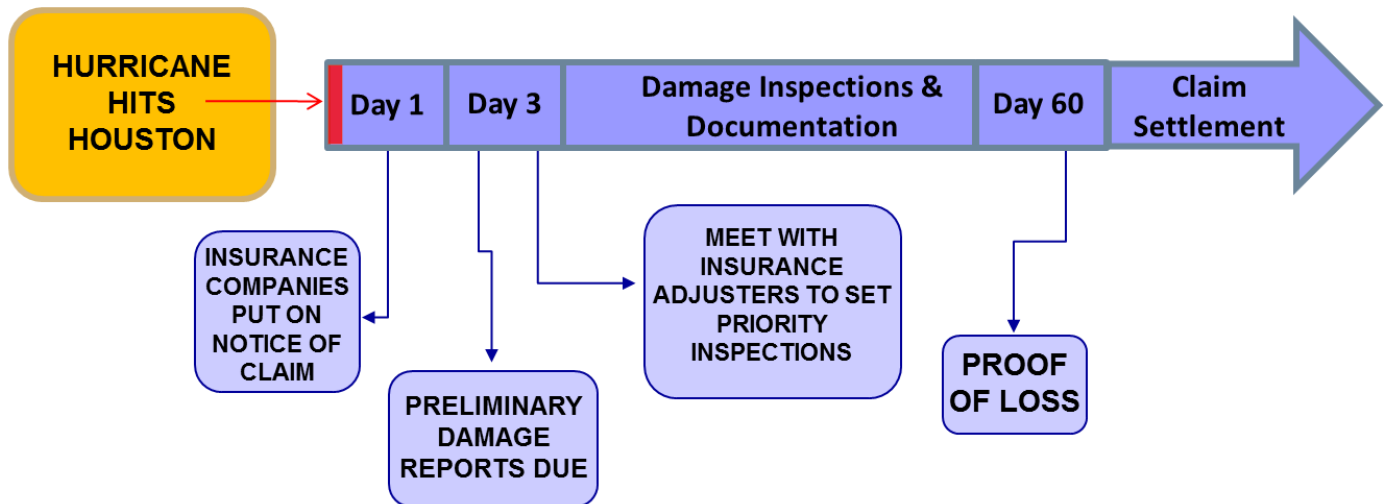 HURRICANE
HITS
HOUSTON
Day 1
Day 3
Damage Inspections &
Documentation
Day 60
Claim
Settlement
INSURANCE
COMPANIES
PUT ON
NOTICE OF
CLAIM
PRELIMINARY
DAMAGE
REPORTS DUE
MEET WITH
INSURANCE
ADJUSTERS TO SET
PRIORITY
INSPECTIONS
PROOF
OF LOSS